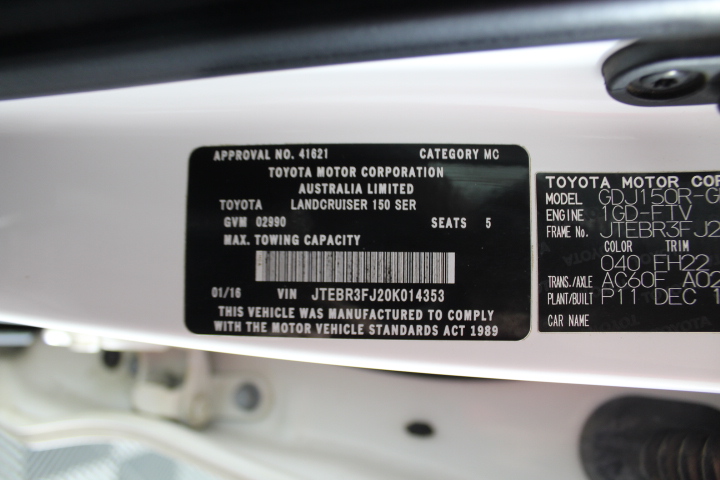 APPROVAL NO. 41621 CATEGORY MC
TOYOTA MOTOR CORPORATION
AUSTRALIA LIMITED
TOYOTA LANDCRUISER 150 SER
GVM 02990 SEATS 5
MAX. TOWING CAPACITY
01/16 VIN JTEBR3FJ20K014353
THIS VEHICLE WAS MANUFACTURED TO COMPLY
WITH THE MOTOR VEHICLE STANDARDS ACT 1989
TOYOTA MOTOR COR
MODEL GDJ150R-G
ENGINE 1GD-FTV
FRAME No. JTEBR3FJ2
COLOR TRIM
040 FH22
TRANS./AXLE AC60F A02
PLANT/BUILT P11 DEC 1
CAR NAME